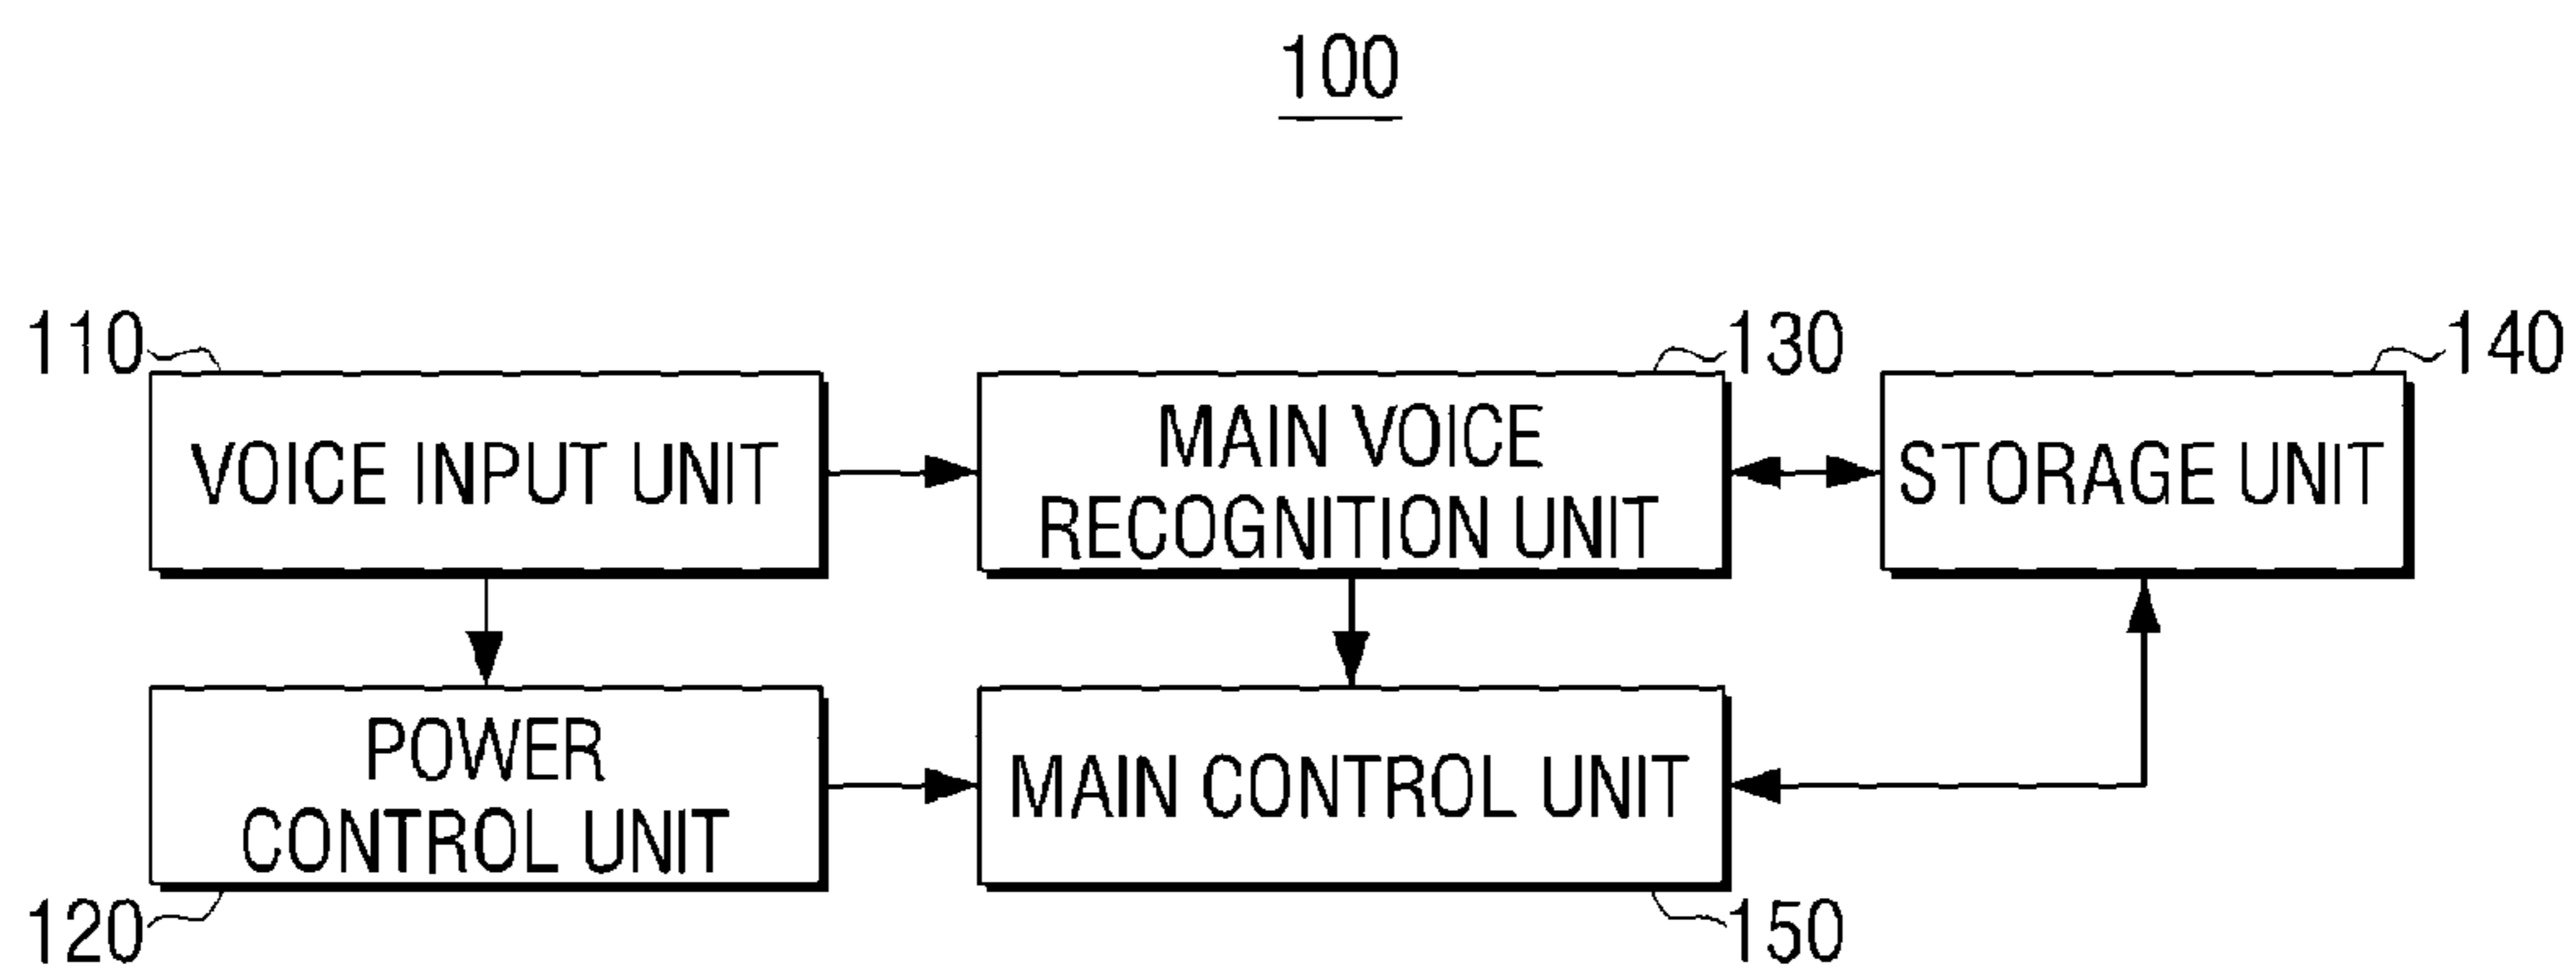 100
110
VOICE INPUT UNIT
130
MAIN VOICE
RECOGNITION UNIT
140
STORAGE UNIT
POWER
CONTROL UNIT
120
MAIN CONTROL UNIT
150